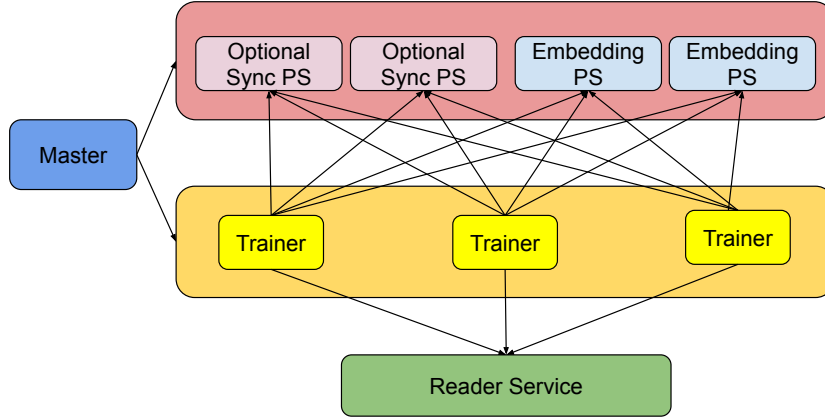 Optional
Sync PS
Optional
Sync PS
Embedding
PS
Embedding
PS
Master
Trainer
Trainer
Trainer
Reader Service